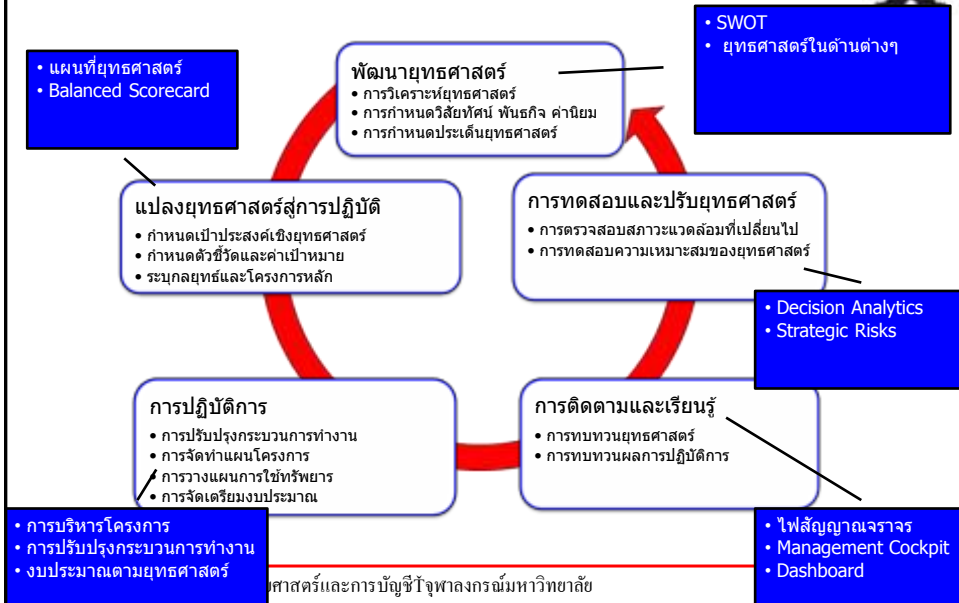 • SWOT
• ยุทธศาสตร์ในด้านต่างๆ
• แผนที่ยุทธศาสตร์
• Balanced Scorecard
พัฒนายุทธศาสตร์
• การวิเคราะห์ยุทธศาสตร์
• การกำหนดวิสัยทัศน์ พันธกิจ ค่านิยม
• การกำหนดประเด็นยุทธศาสตร์
แปลงยุทธศาสตร์สู่การปฏิบัติ
• กำหนดเป้าประสงค์เชิงยุทธศาสตร์
• กำหนดตัวชี้วัดและค่าเป้าหมาย
• ระบุกลยุทธ์และโครงการหลัก
การทดสอบและปรับยุทธศาสตร์
• การตรวจสอบสภาวะแวดล้อมที่เปลี่ยนไป
• การทดสอบความเหมาะสมของยุทธศาสตร์
• Decision Analytics
• Strategic Risks
การปฏิบัติการ
• การปรับปรุงกระบวนการทำงาน
• การจัดทำแผนโครงการ
• การวางแผนการใช้ทรัพยาร
• การจัดเตรียมงบประมาณ
การติดตามและเรียนรู้
• การทบทวนยุทธศาสตร์
• การทบทวนผลการปฏิบัติการ
• การบริหารโครงการ
• การปรับปรุงกระบวนการทำงาน
• งบประมาณตามยุทธศาสตร์
• ไฟสัญญาณจราจร
• Management Cockpit
• Dashboard
ศาสตร์และการบัญชี จุฬาลงกรณ์มหาวิทยาลัย